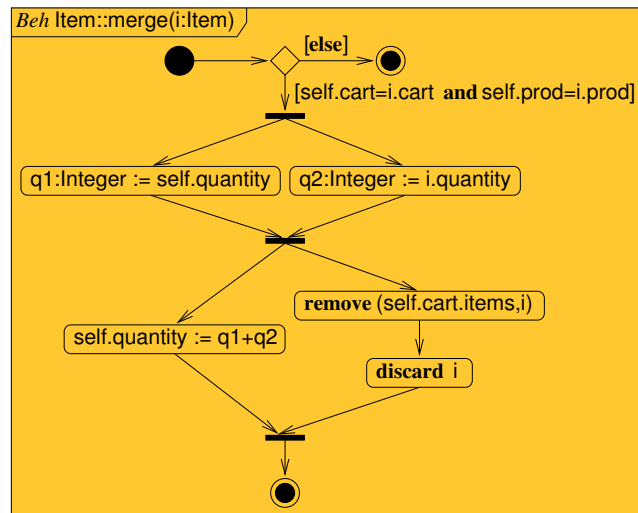 Beh Item::merge(i:Item)
[else]
[self.cart=i.cart and self.prod=i.prod]
q1:Integer := self.quantity
q2:Integer := i.quantity
remove (self.cart.items,i)
self.quantity := q1+q2
discard i